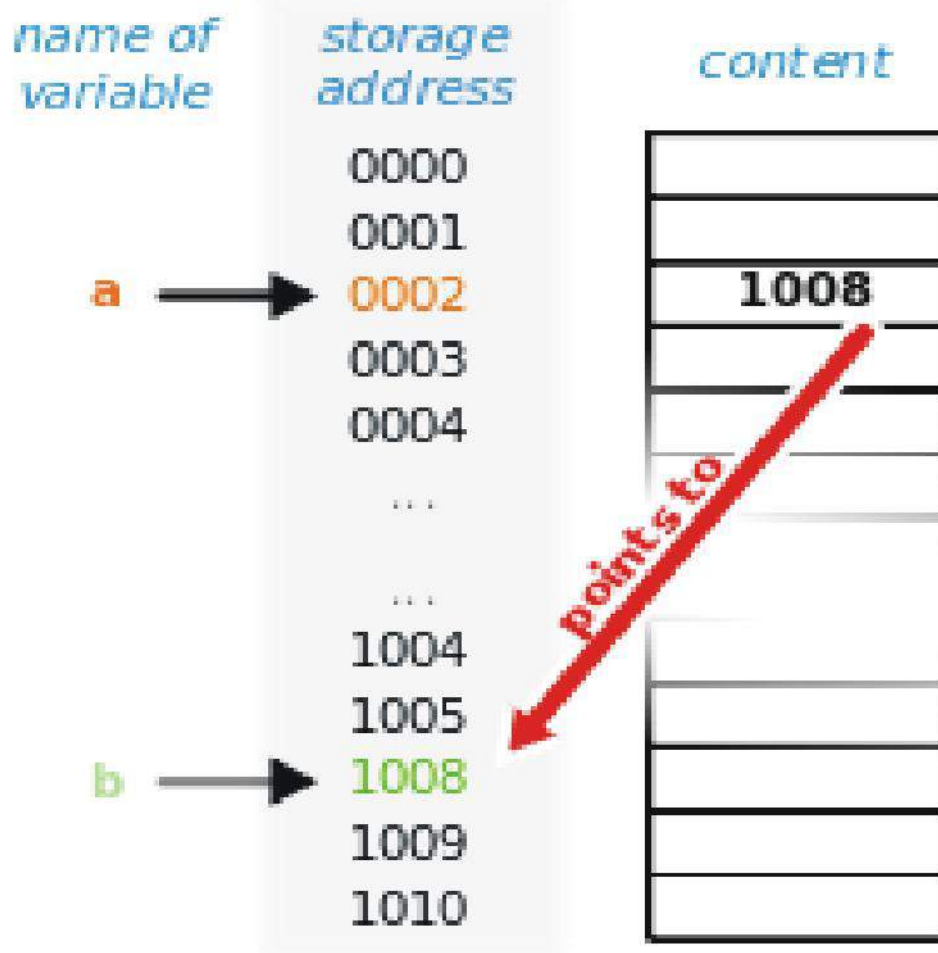 name of
variable
storage
address
content
0000
0001
a 0002 1008
0003
0004
...
points to
...
1004
1005
b 1008
1009
1010